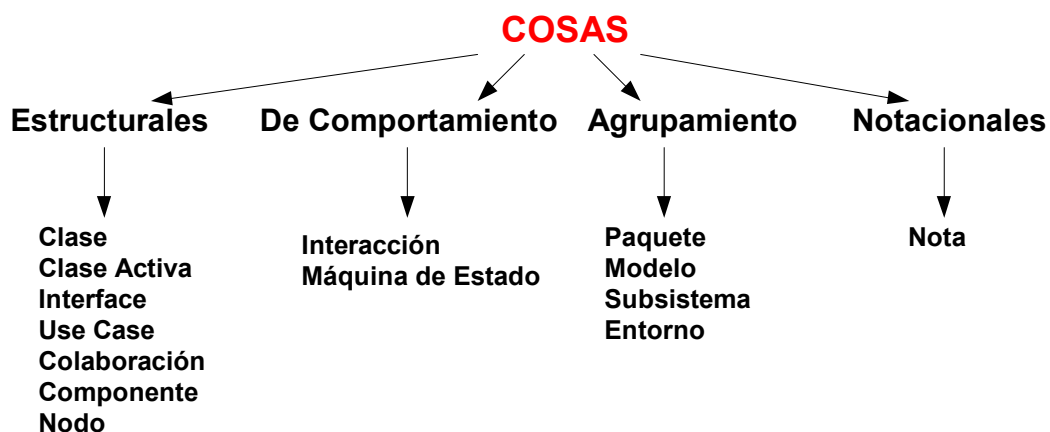 COSAS
Estructurales De Comportamiento Agrupamiento Notacionales
Clase
Clase Activa
Interface
Use Case
Colaboración
Componente
Nodo
Interacción
Máquina de Estado
Paquete
Modelo
Subsistema
Entorno
Nota